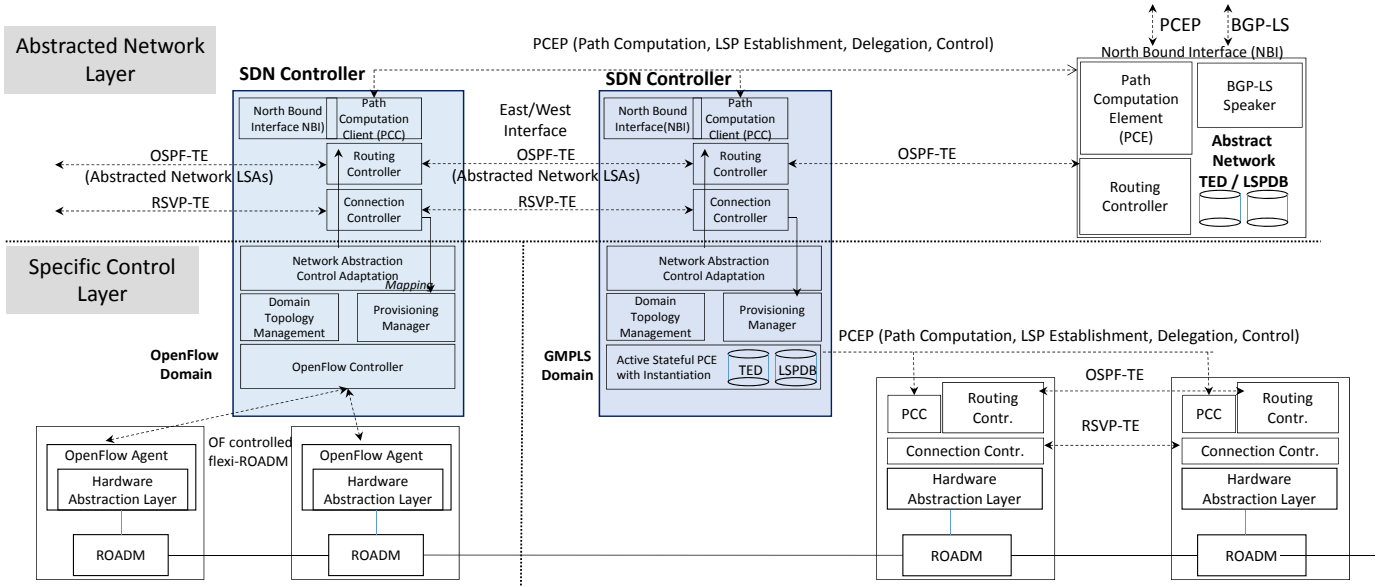 PCEP
BGP-LS
Abstracted Network
Layer
PCEP (Path Computation, LSP Establishment, Delegation, Control)
North Bound Interface (NBI)
SDN Controller
SDN Controller
North Bound
Interface NBI)
Path
Computation
Client (PCC)
East/West
Interface
North Bound
Interface(NBI)
Path
Computation
Client (PCC)
Path
Computation
Element
(PCE)
BGP-LS
Speaker
OSPF-TE
(Abstracted Network LSAs)
Routing
Controller
OSPF-TE
(Abstracted Network LSAs)
Routing
Controller
OSPF-TE
Abstract
Network
TED / LSPDB
Routing
Controller
RSVP-TE
Connection
Controller
RSVP-TE
Connection
Controller
Specific Control
Layer
Network Abstraction
Control Adaptation
Mapping
Network Abstraction
Control Adaptation
Domain
Topology
Management
Provisioning
Manager
Domain
Topology
Management
Provisioning
Manager
OpenFlow
Domain
OpenFlow Controller
GMPLS
Domain
Active Stateful PCE
with Instantiation
TED
LSPDB
PCEP (Path Computation, LSP Establishment, Delegation, Control)
OSPF-TE
PCC
Routing
Contr.
PCC
Routing
Contr.
RSVP-TE
Connection Contr.
Connection Contr.
OF controlled
flexi-ROADM
OpenFlow Agent
Hardware
Abstraction Layer
OpenFlow Agent
Hardware
Abstraction Layer
Hardware
Abstraction Layer
Hardware
Abstraction Layer
ROADM
ROADM
ROADM
ROADM